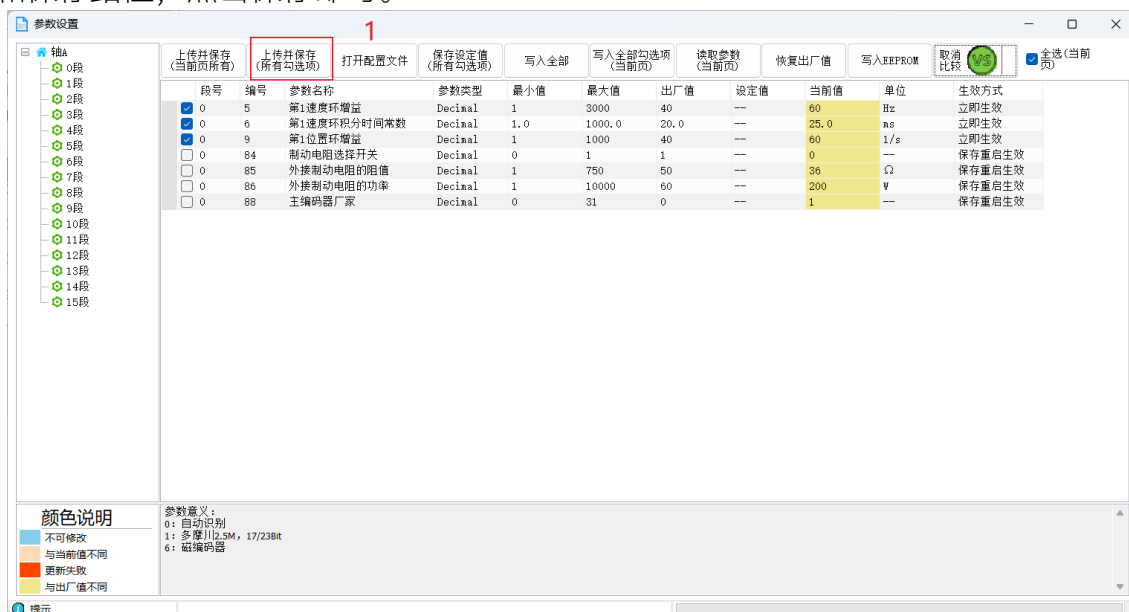 和保存路径，点击保存即可。
参数设置
1
轴A
0段
1段
2段
3段
4段
5段
6段
7段
8段
9段
10段
11段
12段
13段
14段
15段
上传并保存
(当前页所有)
上传并保存
(所有勾选项)
打开配置文件
保存设定值
(所有勾选项)
写入全部
写入全部勾选项
(当前页)
读取参数
(当前页)
恢复出厂值
写入EEPROM
取消
比较
VS
全选(当前
页)
段号 编号 参数名称 参数类型 最小值 最大值 出厂值 设定值 当前值 单位 生效方式
0 5 第1速度环增益 Decimal 1 3000 40 -- 60 Hz 立即生效
0 6 第1速度环积分时间常数 Decimal 1.0 1000.0 20.0 -- 25.0 ms 立即生效
0 9 第1位置环增益 Decimal 1 1000 40 -- 60 1/s 立即生效
0 84 制动电阻选择开关 Decimal 0 1 1 -- 0 -- 保存重启生效
0 85 外接制动电阻的阻值 Decimal 1 750 50 -- 36 Ω 保存重启生效
0 86 外接制动电阻的功率 Decimal 1 10000 60 -- 200 W 保存重启生效
0 88 主编码器厂家 Decimal 0 31 0 -- 1 -- 保存重启生效
颜色说明
不可修改
与当前值不同
更新失败
与出厂值不同
参数意义：
0：自动识别
1：多摩川2.5M，17/23Bit
6：磁编码器
提示